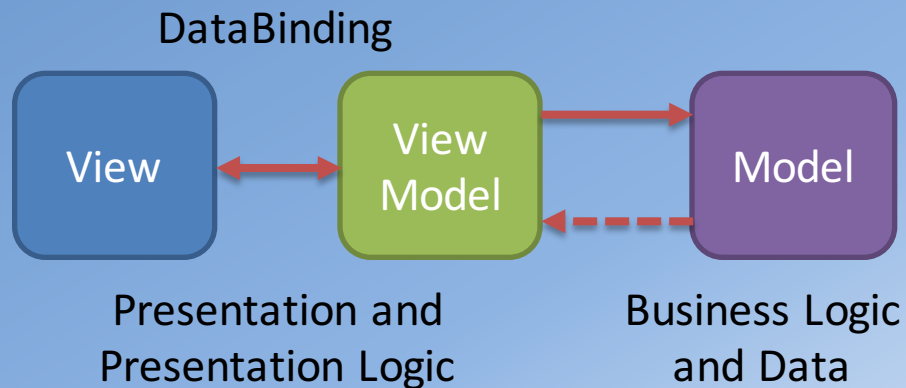 DataBinding
View
View
Model
Model
Presentation and
Presentation Logic
Business Logic
and Data